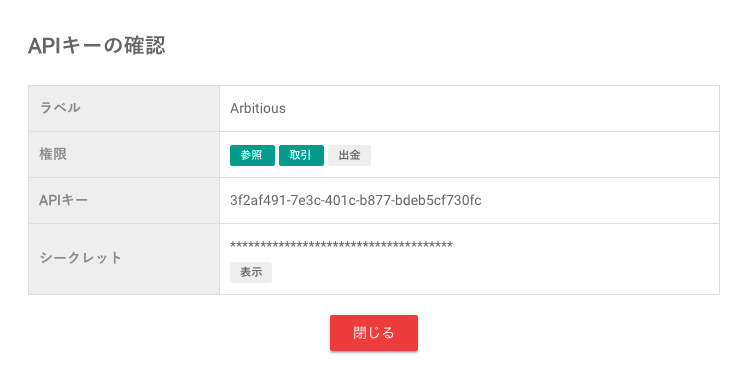 APIキーの確認
ラベル Arbitious
権限 参照 取引 出金
APIキー 3f2af491-7e3c-401c-b877-bdeb5cf730fc
シークレット *************************************
表示
閉じる